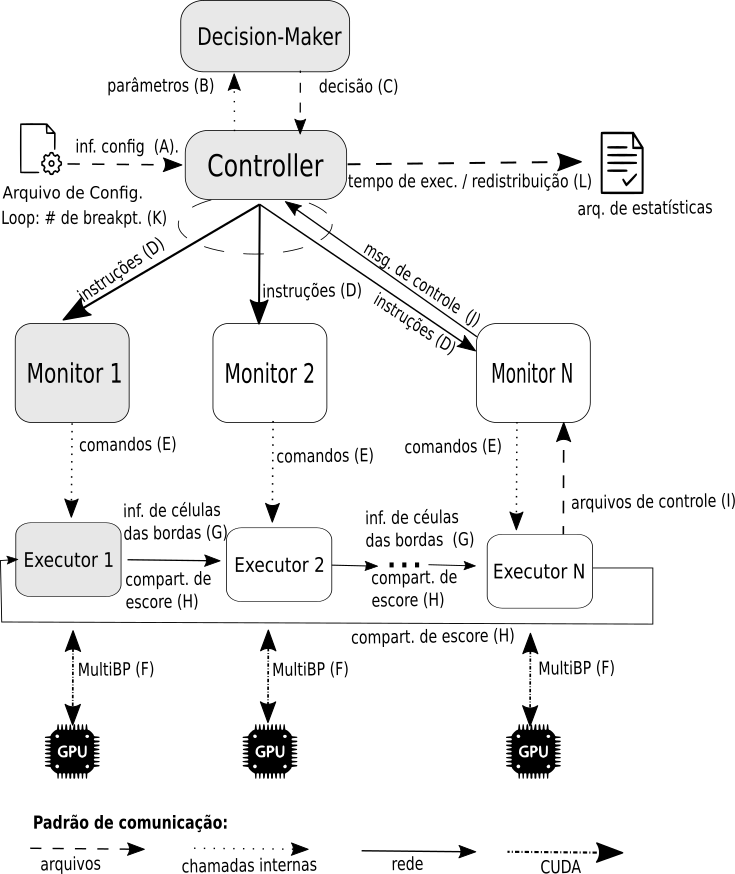 Decision-Maker
parâmetros (B)
decisão (C)
inf. config  (A).
Controller
Arquivo de Config.
tempo de exec. / redistribuição (L)
Loop: # de breakpt. (K)
arq. de estatísticas
instruções (D)
instruções (D)
msg. de controle  (J)
instruções (D)
Monitor 1
Monitor 2
Monitor N
comandos (E)
comandos (E)
comandos (E)
arquivos de controle (I)
inf. de células
das bordas (G)
inf. de céulas
das bordas  (G)
Executor 1
Executor 2
Executor N
compart. de
escore (H)
compart. de
escore (H)
compart. de escore (H)
MultiBP (F)
MultiBP (F)
MultiBP (F)
GPU
GPU
GPU
Padrão de comunicação:
arquivos
chamadas internas
rede
CUDA